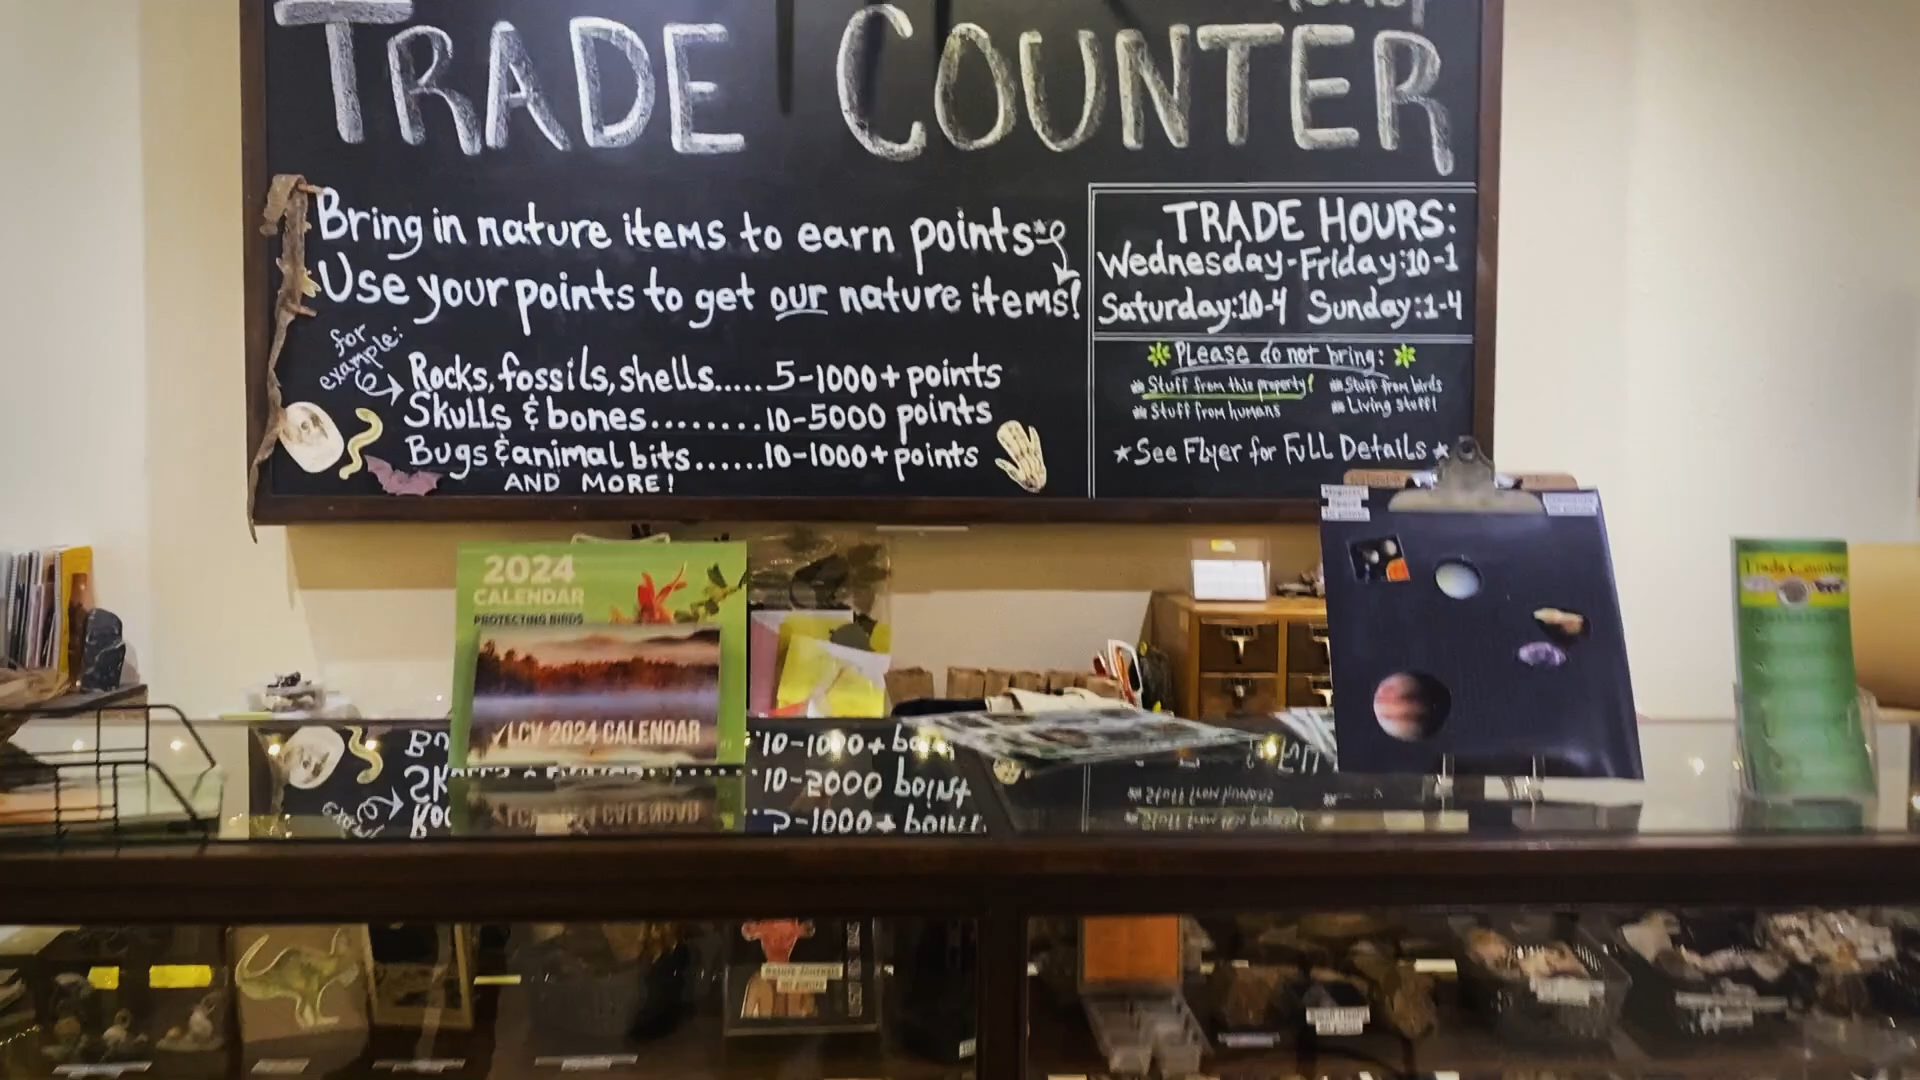 TRADE COUNTER
Bring in nature items to earn points*
Use your points to get our nature items!
for
example:
Rocks, fossils, shells.....5-1000+ points
Skulls & bones........10-5000 points
Bugs & animal bits......10-1000+ points
AND MORE!
TRADE HOURS:
Wednesday-Friday:10-1
Saturday:10-4 Sunday:1-4
Please do not bring:
Stuff from this property!
Stuff from birds
Stuff from humans
Living stuff!
See Flyer for Full Details
2024
CALENDAR
PROTECTING BIRDS
LCV 2024 CALENDAR
Trade Counter